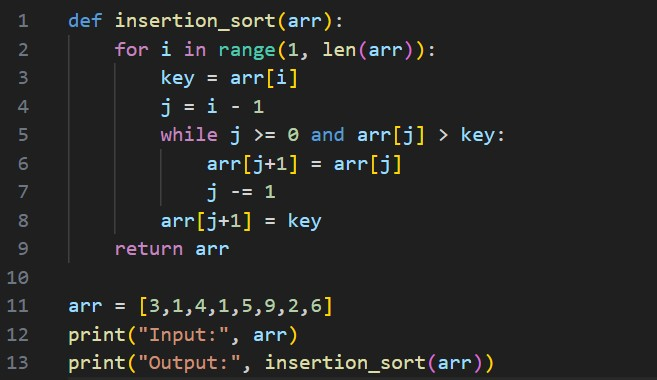 1 def insertion_sort(arr):
2     for i in range(1, len(arr)):
3         key = arr[i]
4         j = i - 1
5         while j >= 0 and arr[j] > key:
6             arr[j+1] = arr[j]
7             j -= 1
8         arr[j+1] = key
9     return arr
10
11 arr = [3,1,4,1,5,9,2,6]
12 print("Input:", arr)
13 print("Output:", insertion_sort(arr))